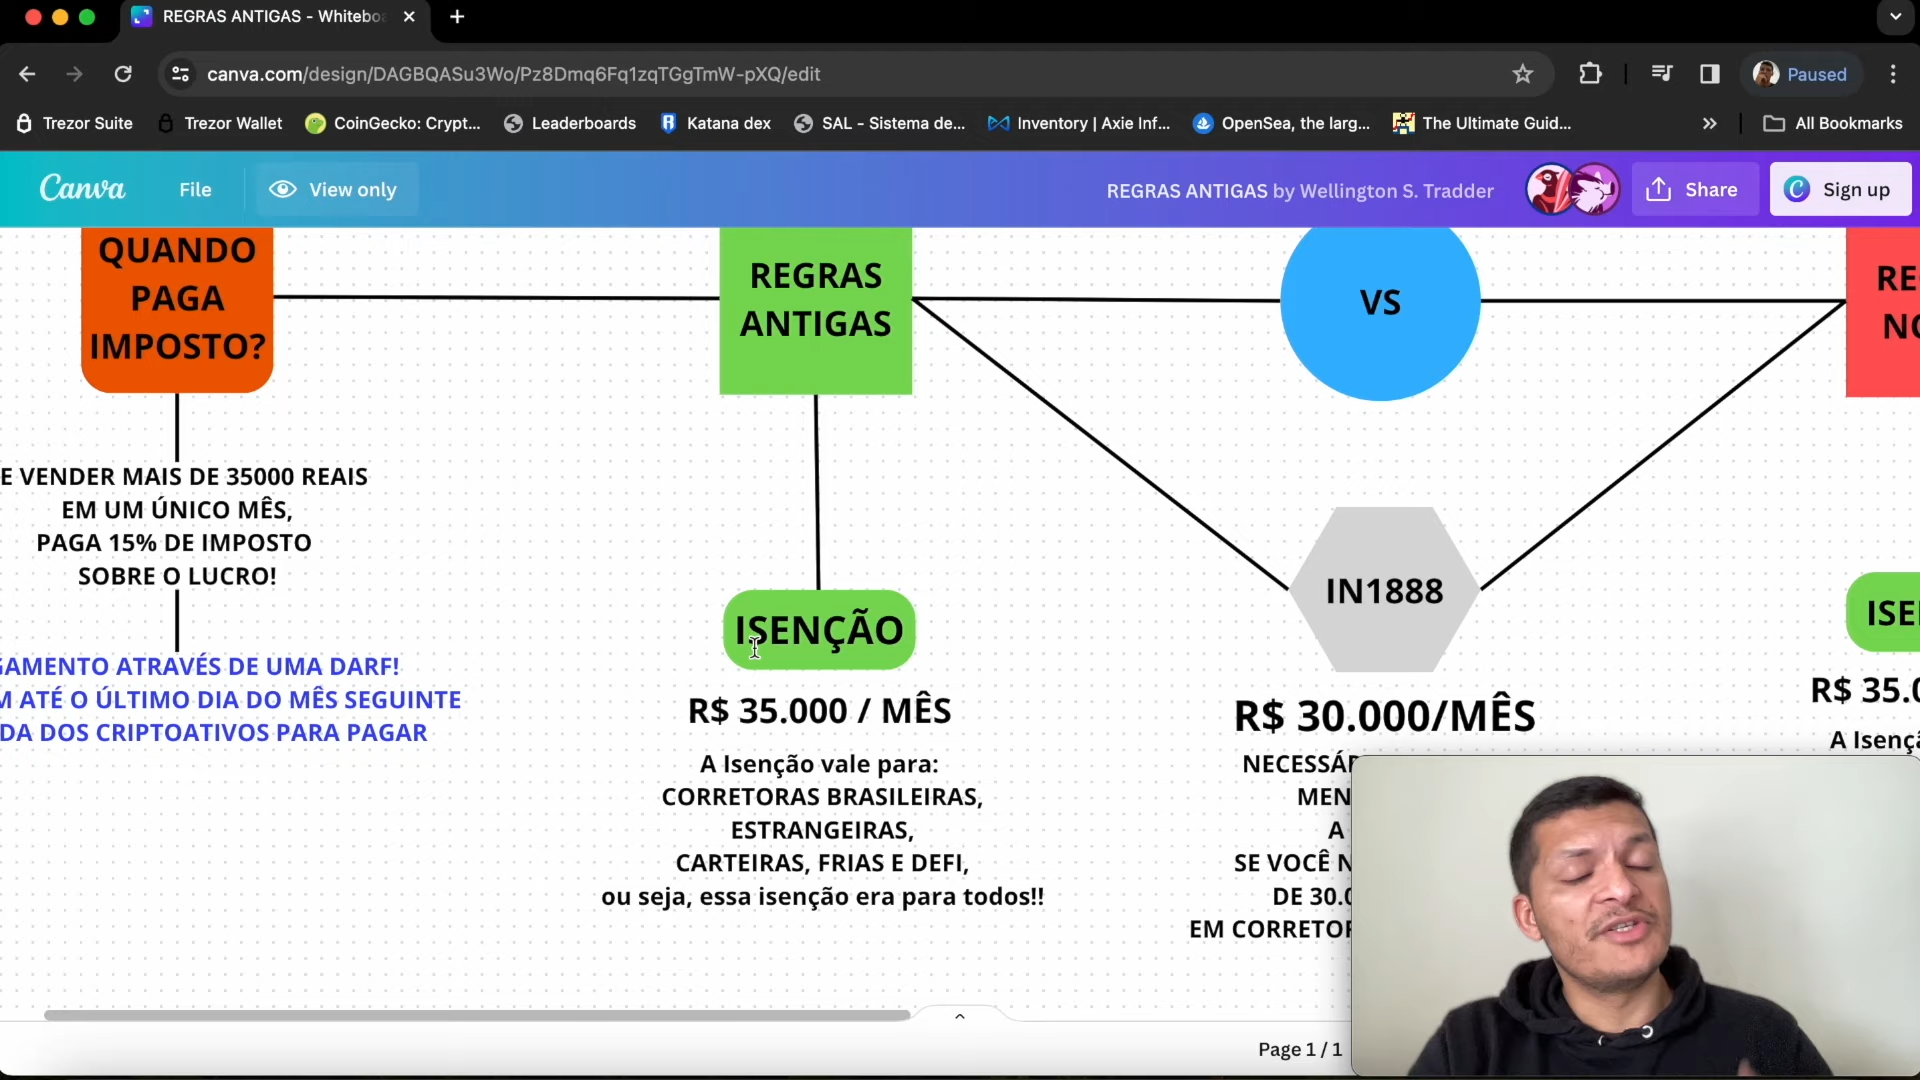 REGRAS ANTIGAS - Whitebo
canva.com/design/DAGBQASu3Wo/Pz8Dmq6Fq1zqTGgTmW-pXQ/edit
Paused
Trezor Suite
Trezor Wallet
CoinGecko: Crypt...
Leaderboards
Katana dex
SAL - Sistema de...
Inventory | Axie Inf...
OpenSea, the larg...
The Ultimate Guid...
All Bookmarks
Canva
File
View only
REGRAS ANTIGAS by Wellington S. Tradder
Share
Sign up
QUANDO
PAGA
IMPOSTO?
E VENDER MAIS DE 35000 REAIS
EM UM ÚNICO MÊS,
PAGA 15% DE IMPOSTO
SOBRE O LUCRO!
GAMENTO ATRAVÉS DE UMA DARF!
M ATÉ O ÚLTIMO DIA DO MÊS SEGUINTE
DA DOS CRIPTOATIVOS PARA PAGAR
REGRAS
ANTIGAS
ISENÇÃO
R$ 35.000 / MÊS
A Isenção vale para:
CORRETORAS BRASILEIRAS,
ESTRANGEIRAS,
CARTEIRAS, FRIAS E DEFI,
ou seja, essa isenção era para todos!!
VS
IN1888
R$ 30.000/MÊS
NECESSÁR
MEN
A
SE VOCÊ N
DE 30.0
EM CORRETOR
RE
NO
ISE
R$ 35.0
A Isenç
Page 1 / 1